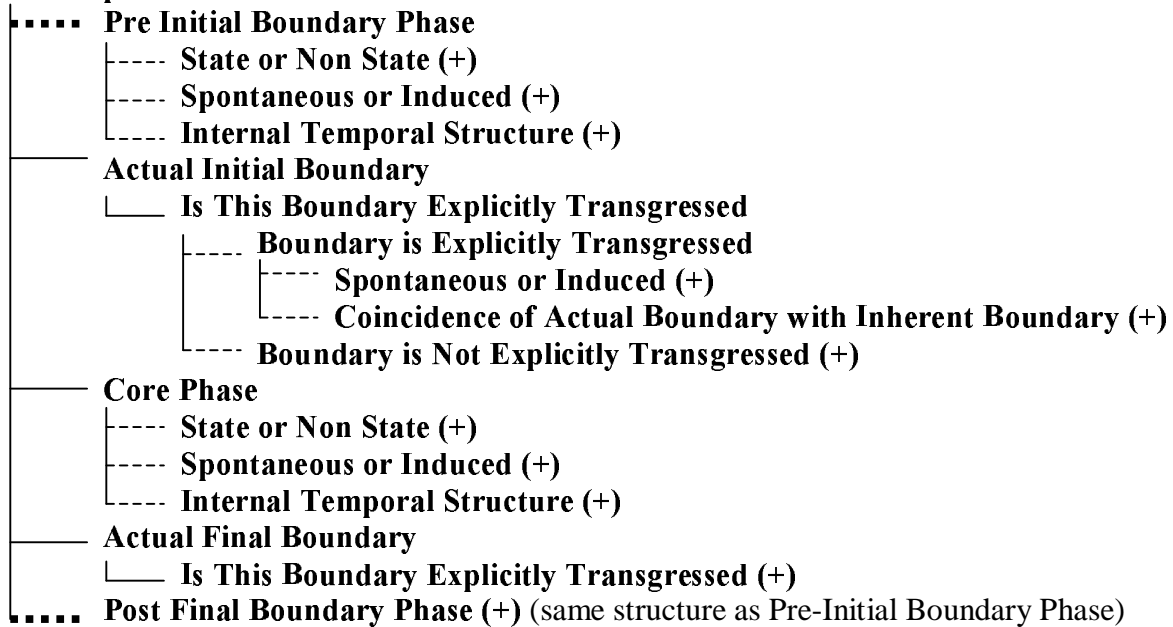 Pre Initial Boundary Phase
State or Non State (+)
Spontaneous or Induced (+)
Internal Temporal Structure (+)
Actual Initial Boundary
Is This Boundary Explicitly Transgressed
Boundary is Explicitly Transgressed
Spontaneous or Induced (+)
Coincidence of Actual Boundary with Inherent Boundary (+)
Boundary is Not Explicitly Transgressed (+)
Core Phase
State or Non State (+)
Spontaneous or Induced (+)
Internal Temporal Structure (+)
Actual Final Boundary
Is This Boundary Explicitly Transgressed (+)
Post Final Boundary Phase (+) (same structure as Pre-Initial Boundary Phase)